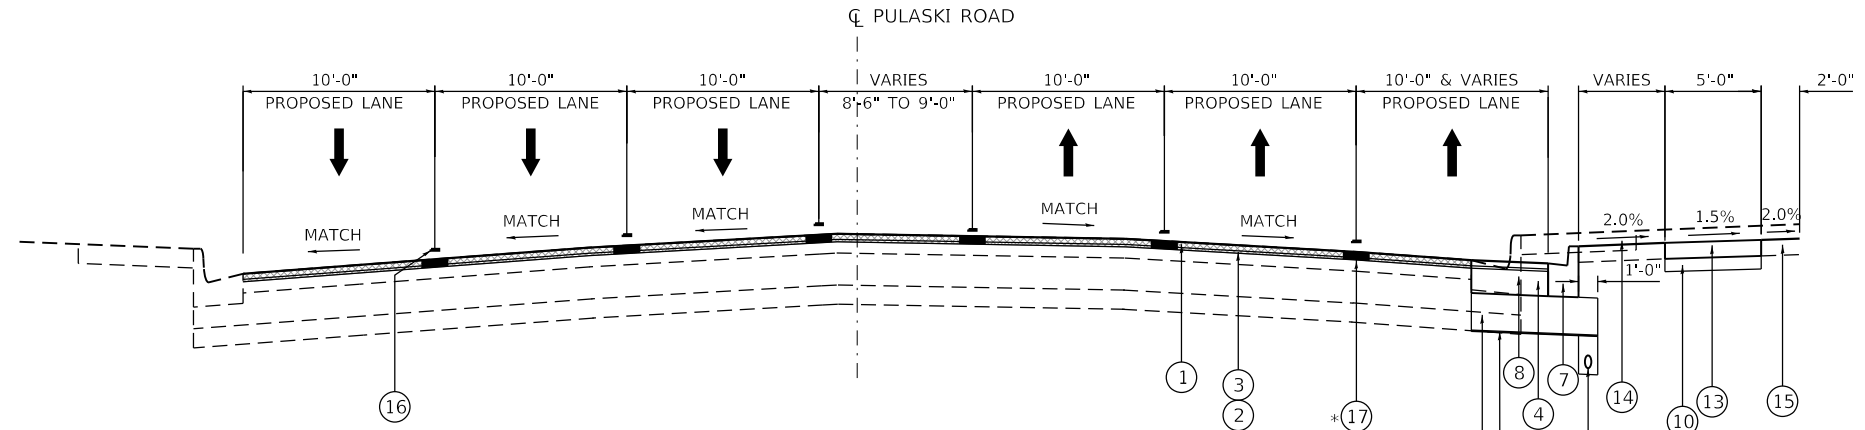 ℄ PULASKI ROAD
10'-0" 10'-0" 10'-0" VARIES 10'-0" 10'-0" 10'-0" & VARIES VARIES 5'-0" 2'-0"
PROPOSED LANE PROPOSED LANE PROPOSED LANE 8'-6" TO 9'-0" PROPOSED LANE PROPOSED LANE PROPOSED LANE
MATCH MATCH MATCH MATCH MATCH 2.0% 1.5% 2.0%
1'-0"
1 3 8 7 4 14 13 15
16 2 *17 10